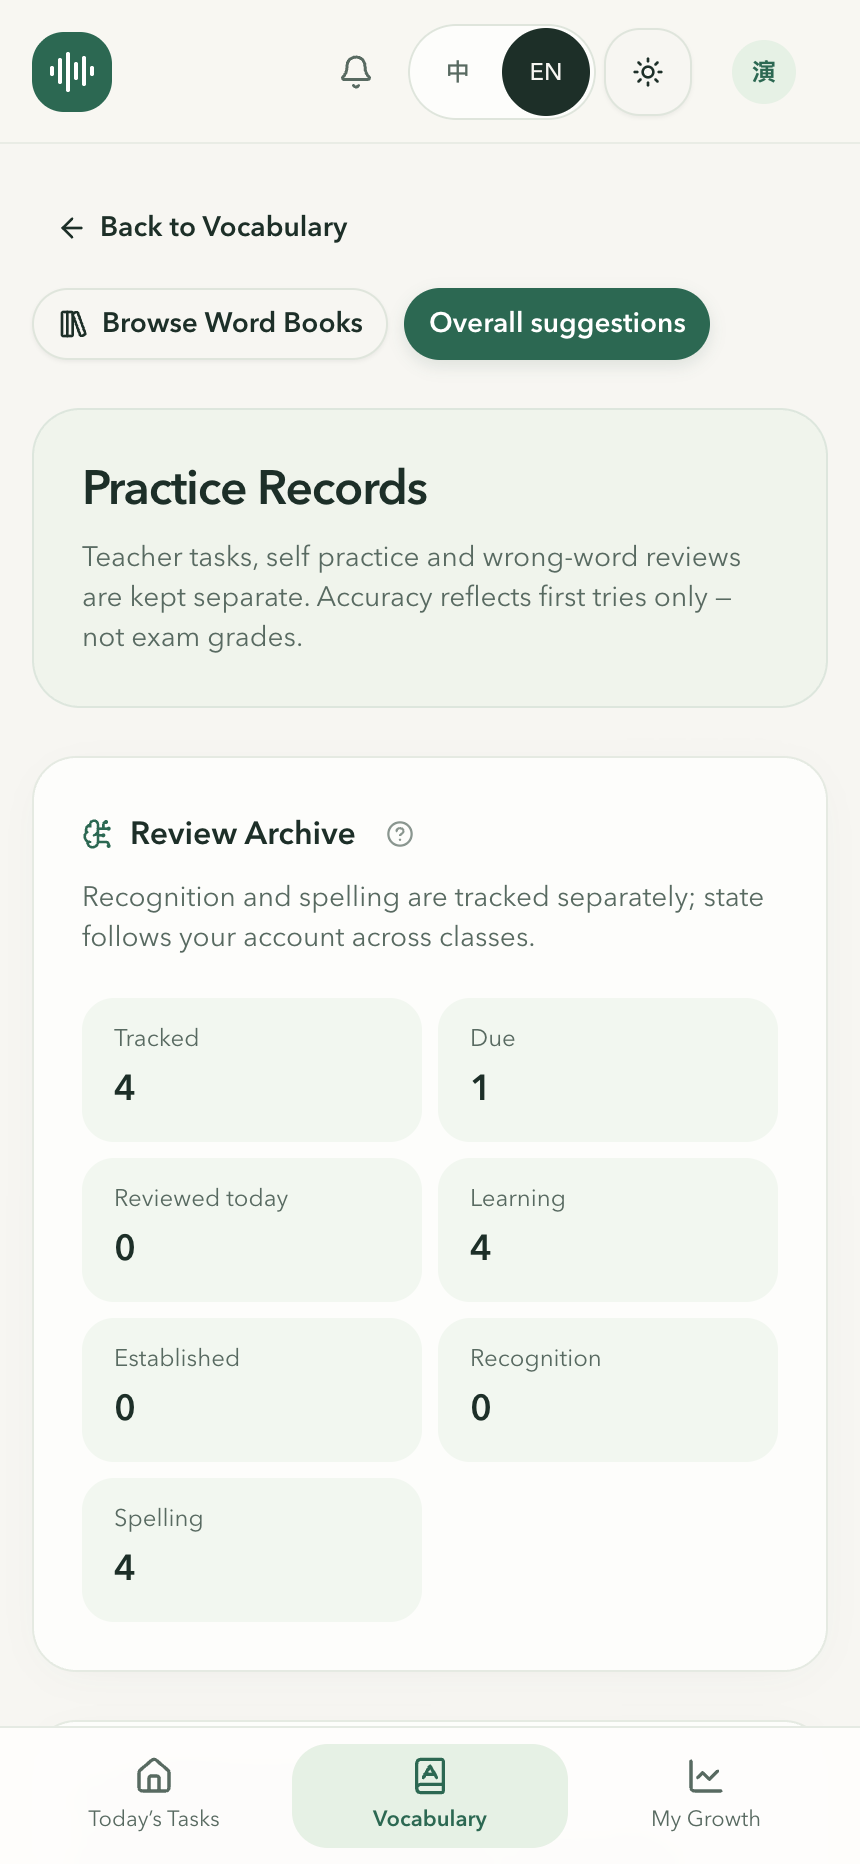 中
EN
演
Back to Vocabulary
Browse Word Books
Overall suggestions
Practice Records
Teacher tasks, self practice and wrong-word reviews
are kept separate. Accuracy reflects first tries only –
not exam grades.
Review Archive
Recognition and spelling are tracked separately; state
follows your account across classes.
Tracked
4
Due
1
Reviewed today
0
Learning
4
Established
0
Recognition
0
Spelling
4
Today’s Tasks
Vocabulary
My Growth